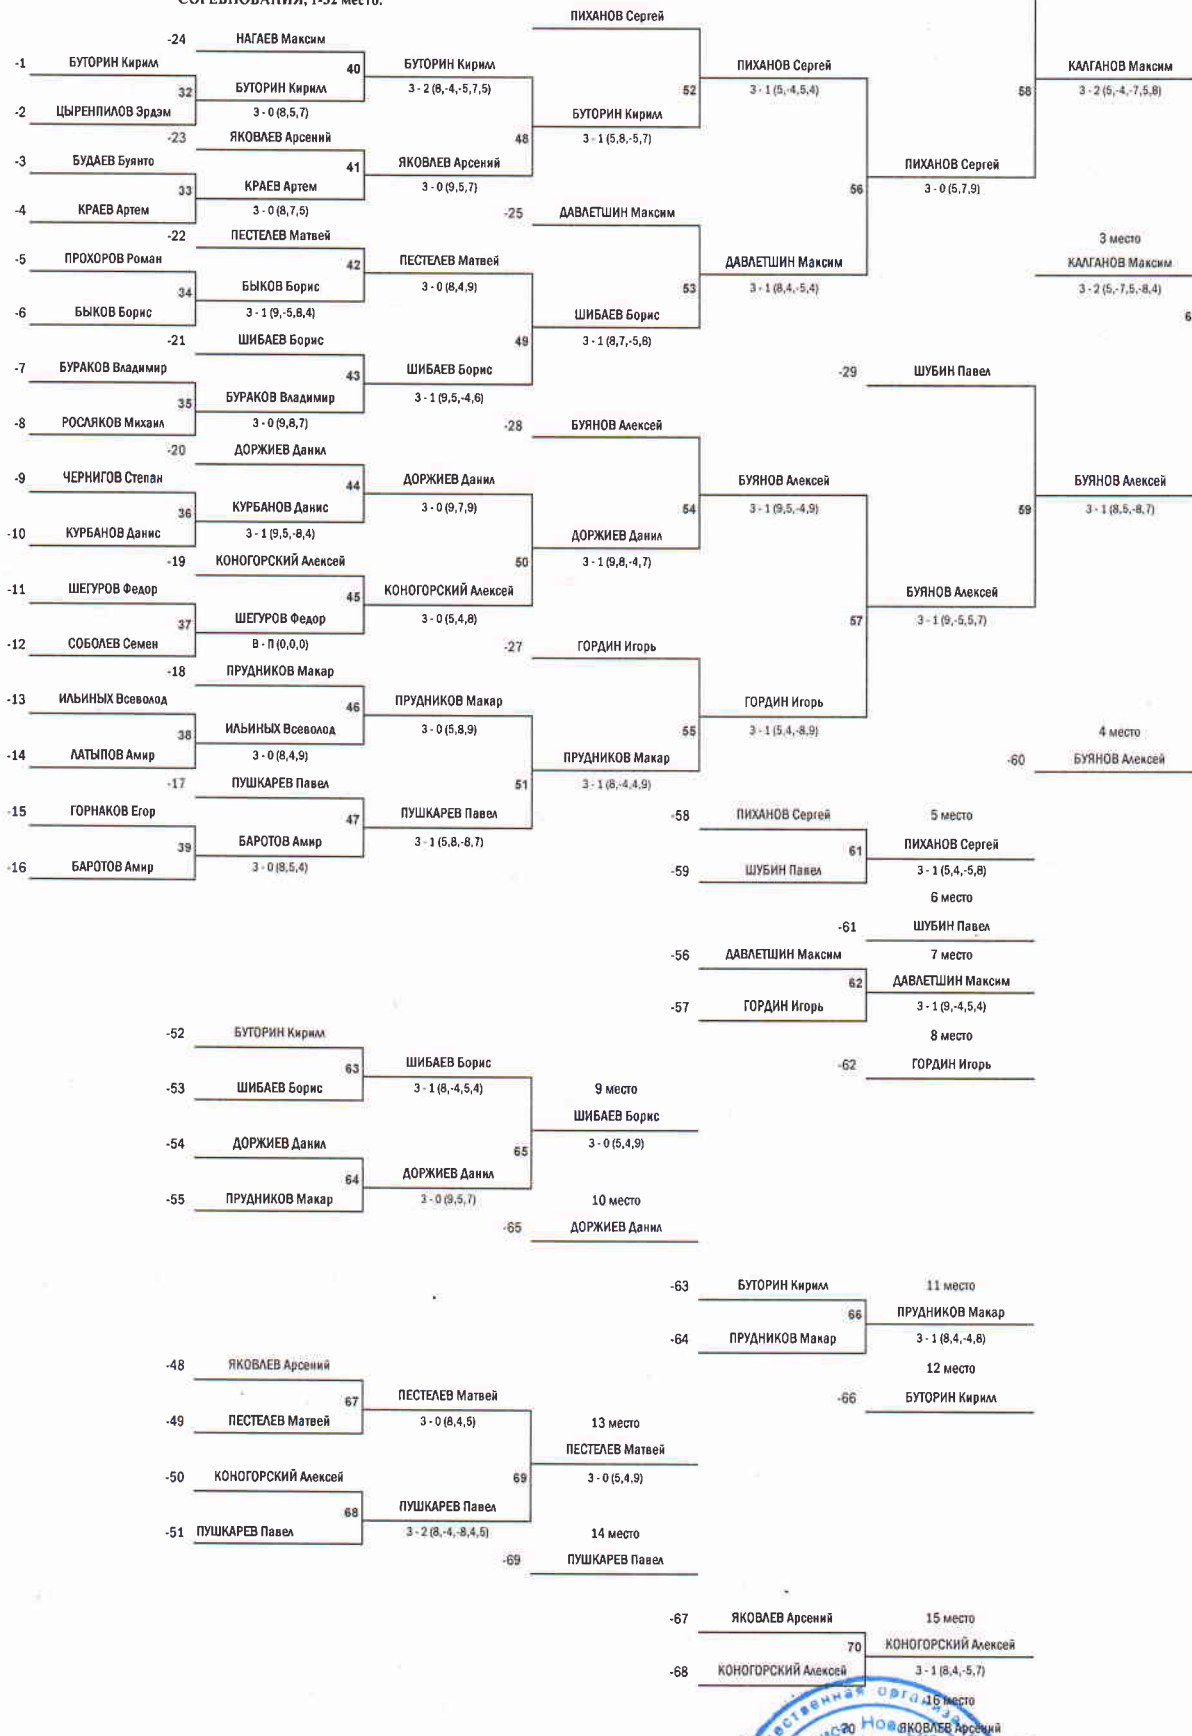 СОРЕВНОВАНИЯ, 1-32 место.
ПИХАНОВ Сергей
-24 НАГАЕВ Максим
-1 БУТОРИН Кирилл 40 БУТОРИН Кирилл ПИХАНОВ Сергей КАЛГАНОВ Максим
32 БУТОРИН Кирилл 3 - 2 (8,-4,-5,7,5) 52 3 - 1 (5,-4,5,4) 58 3 - 2 (5,-4,-7,5,8)
-2 ЦЫРЕНПИЛОВ Эрдэм 3 - 0 (8,5,7) БУТОРИН Кирилл
-23 ЯКОВЛЕВ Арсений 48 3 - 1 (5,8,-5,7)
-3 БУДАЕВ Буянто 41 ЯКОВЛЕВ Арсений ПИХАНОВ Сергей
33 КРАЕВ Артем 3 - 0 (9,5,7) 56 3 - 0 (5,7,9)
-4 КРАЕВ Артем 3 - 0 (8,7,5) -25 ДАВЛЕТШИН Максим
-22 ПЕСТЕЛЕВ Матвей 3 место
-5 ПРОХОРОВ Роман 42 ПЕСТЕЛЕВ Матвей ДАВЛЕТШИН Максим КАЛГАНОВ Максим
34 БЫКОВ Борис 3 - 0 (8,4,9) 53 3 - 1 (8,4,-5,4) 3 - 2 (5,-7,5,-8,4)
-6 БЫКОВ Борис 3 - 1 (9,-5,8,4) ШИБАЕВ Борис 6
-21 ШИБАЕВ Борис 49 3 - 1 (8,7,-5,8)
-7 БУРАКОВ Владимир 43 ШИБАЕВ Борис -29 ШУБИН Павел
35 БУРАКОВ Владимир 3 - 1 (9,5,-4,6)
-8 РОСЛЯКОВ Михаил 3 - 0 (9,8,7) -28 БУЯНОВ Алексей
-20 ДОРЖИЕВ Данил
-9 ЧЕРНИГОВ Степан 44 ДОРЖИЕВ Данил БУЯНОВ Алексей БУЯНОВ Алексей
36 КУРБАНОВ Данис 3 - 0 (9,7,9) 54 3 - 1 (9,5,-4,9) 59 3 - 1 (8,5,-8,7)
-10 КУРБАНОВ Данис 3 - 1 (9,5,-8,4) ДОРЖИЕВ Данил
-19 КОНОГОРСКИЙ Алексей 50 3 - 1 (9,8,-4,7)
-11 ШЕГУРОВ Федор 45 КОНОГОРСКИЙ Алексей БУЯНОВ Алексей
37 ШЕГУРОВ Федор 3 - 0 (5,4,8) 57 3 - 1 (9,-5,5,7)
-12 СОБОЛЕВ Семен В - П (0,0,0) -27 ГОРДИН Игорь
-18 ПРУДНИКОВ Макар
-13 ИЛЬИНЫХ Всеволод 46 ПРУДНИКОВ Макар ГОРДИН Игорь
38 ИЛЬИНЫХ Всеволод 3 - 0 (5,8,9) 55 3 - 1 (5,4,-8,9) 4 место
-14 ЛАТЫПОВ Амир 3 - 0 (8,4,9) ПРУДНИКОВ Макар -60 БУЯНОВ Алексей
-17 ПУШКАРЕВ Павел 51 3 - 1 (8,-4,4,9)
-15 ГОРНАКОВ Егор 47 ПУШКАРЕВ Павел -58 ПИХАНОВ Сергей 5 место
39 БАРОТОВ Амир 3 - 1 (5,8,-8,7) 61 ПИХАНОВ Сергей
-16 БАРОТОВ Амир 3 - 0 (8,5,4) -59 ШУБИН Павел 3 - 1 (5,4,-5,8)
6 место
-61 ШУБИН Павел
-56 ДАВЛЕТШИН Максим 7 место
62 ДАВЛЕТШИН Максим
-57 ГОРДИН Игорь 3 - 1 (9,-4,5,4)
-52 БУТОРИН Кирилл 8 место
63 ШИБАЕВ Борис -62 ГОРДИН Игорь
-53 ШИБАЕВ Борис 3 - 1 (8,-4,5,4) 9 место
ШИБАЕВ Борис
-54 ДОРЖИЕВ Данил 65 3 - 0 (5,4,9)
64 ДОРЖИЕВ Данил
-55 ПРУДНИКОВ Макар 3 - 0 (9,5,7) 10 место
-65 ДОРЖИЕВ Данил
-63 БУТОРИН Кирилл 11 место
66 ПРУДНИКОВ Макар
-64 ПРУДНИКОВ Макар 3 - 1 (8,4,-4,8)
-48 ЯКОВЛЕВ Арсений 12 место
67 ПЕСТЕЛЕВ Матвей -66 БУТОРИН Кирилл
-49 ПЕСТЕЛЕВ Матвей 3 - 0 (8,4,5) 13 место
ПЕСТЕЛЕВ Матвей
-50 КОНОГОРСКИЙ Алексей 69 3 - 0 (5,4,9)
68 ПУШКАРЕВ Павел
-51 ПУШКАРЕВ Павел 3 - 2 (8,-4,-8,4,5) 14 место
-69 ПУШКАРЕВ Павел
-67 ЯКОВЛЕВ Арсений 15 место
70 КОНОГОРСКИЙ Алексей
-68 КОНОГОРСКИЙ Алексей 3 - 1 (8,4,-5,7)
16 место
70 ЯКОВЛЕВ Арсений